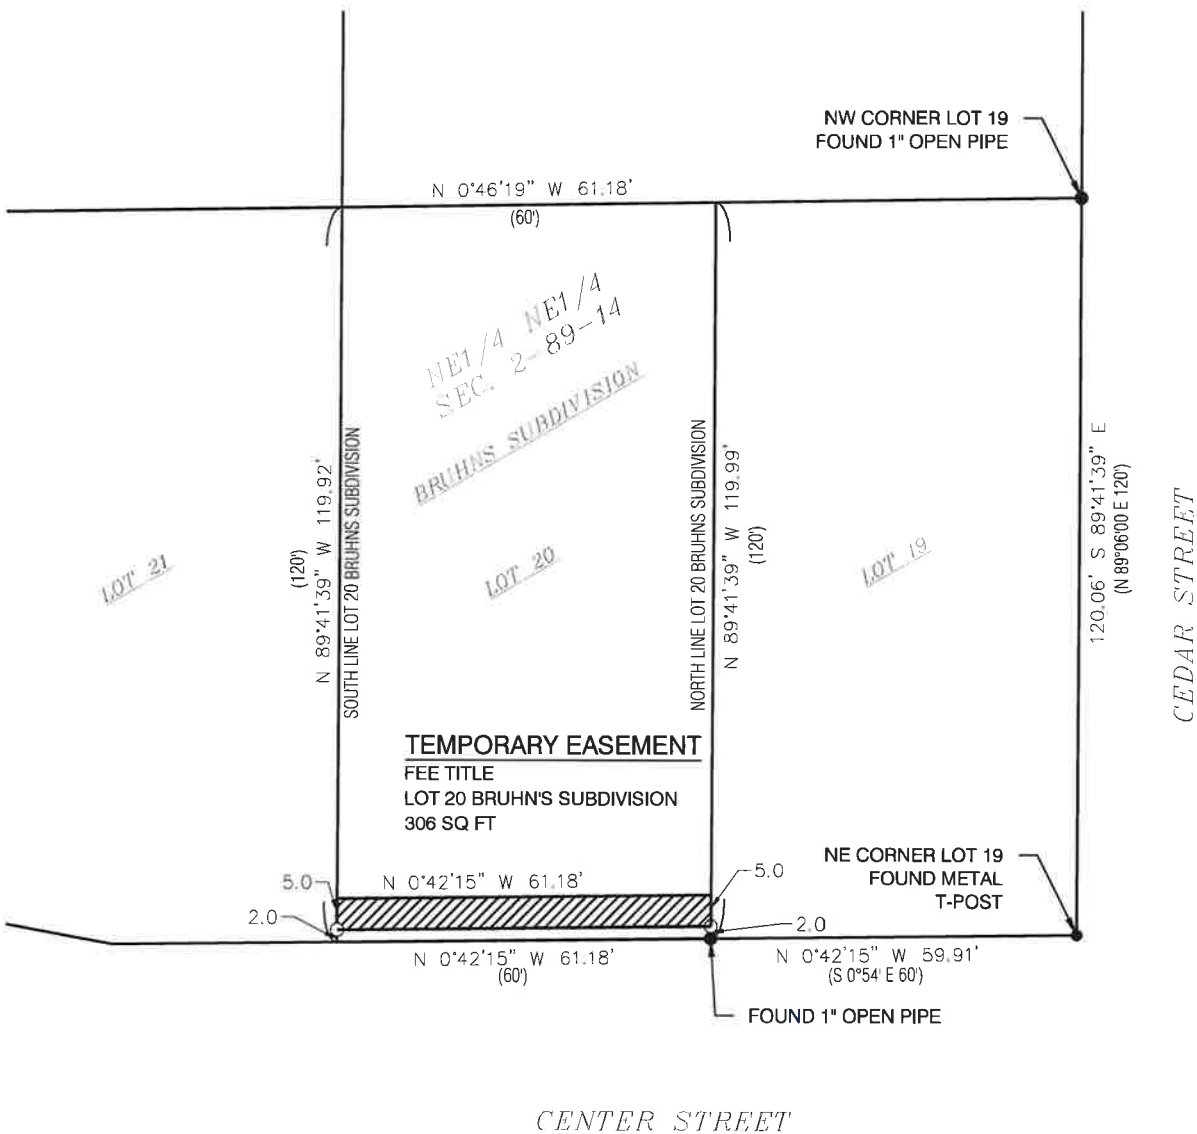 NW CORNER LOT 19
FOUND 1" OPEN PIPE
N 0°46'19" W 61.18'
(60')
NE1/4 NE1/4
SEC. 2-89-14
BRUHNS SUBDIVISION
LOT 21
LOT 20
LOT 19
(120')
N 89°41'39" W 119.92'
SOUTH LINE LOT 20 BRUHNS SUBDIVISION
NORTH LINE LOT 20 BRUHNS SUBDIVISION
N 89°41'39" W 119.99'
(120')
120.06' S 89°41'39" E
(N 89°06'00 E 120')
CEDAR STREET
TEMPORARY EASEMENT
FEE TITLE
LOT 20 BRUHN'S SUBDIVISION
306 SQ FT
NE CORNER LOT 19
FOUND METAL
T-POST
5.0
N 0°42'15" W 61.18'
5.0
2.0
2.0
N 0°42'15" W 61.18'
(60')
N 0°42'15" W 59.91'
(S 0°54' E 60')
FOUND 1" OPEN PIPE
CENTER STREET